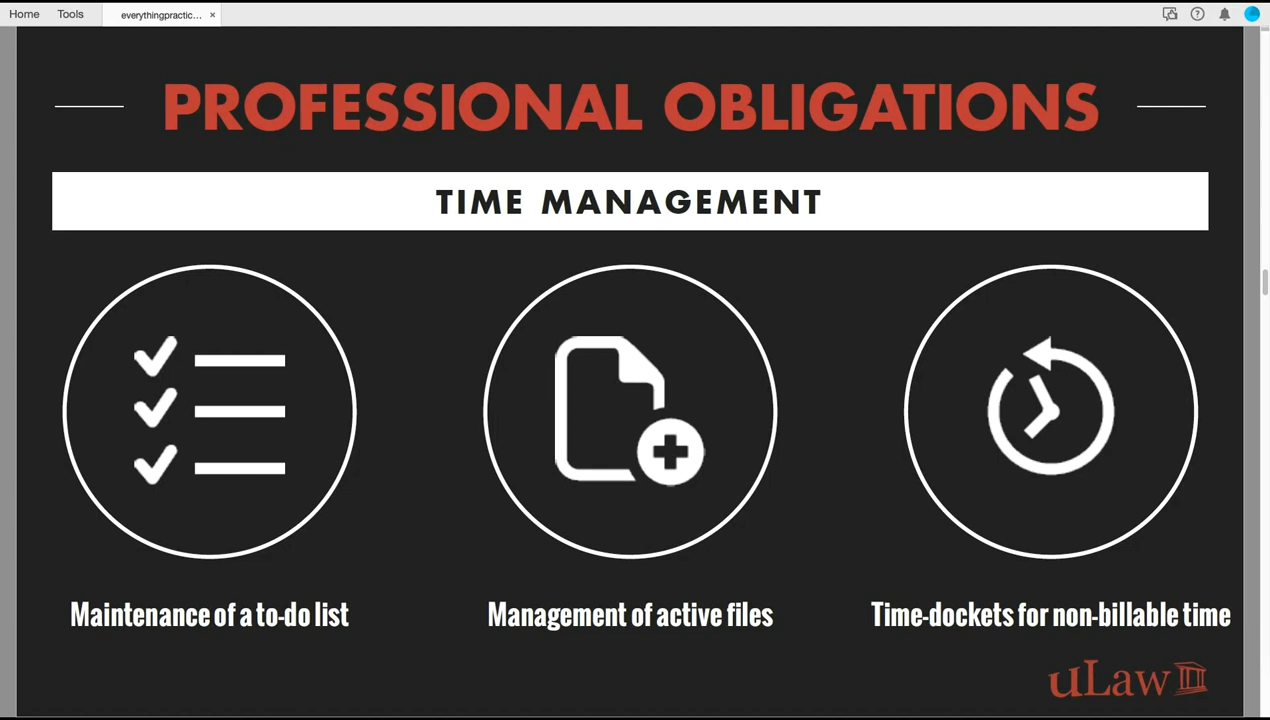 Home Tools everythingpractic... ×
PROFESSIONAL OBLIGATIONS
TIME MANAGEMENT
Maintenance of a to-do list
Management of active files
Time-dockets for non-billable time
uLaw